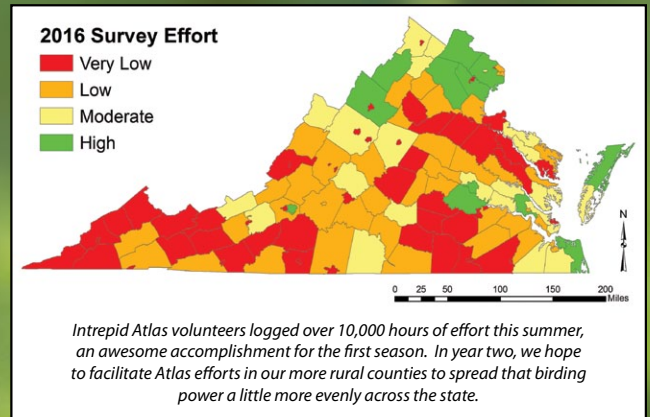 2016 Survey Effort
Very Low
Low
Moderate
High
N
0 25 50 100 150 200
Miles
Intrepid Atlas volunteers logged over 10,000 hours of effort this summer,
an awesome accomplishment for the first season. In year two, we hope
to facilitate Atlas efforts in our more rural counties to spread that birding
power a little more evenly across the state.